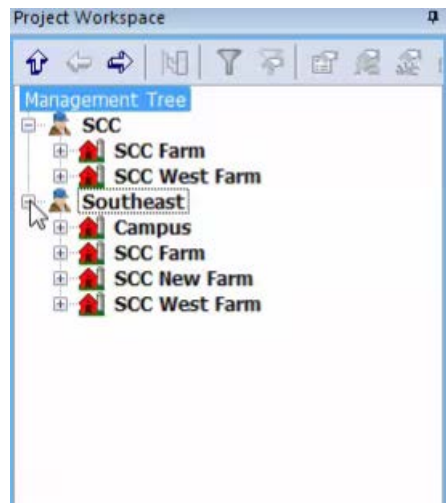 Project Workspace
Management Tree
SCC
SCC Farm
SCC West Farm
Southeast
Campus
SCC Farm
SCC New Farm
SCC West Farm